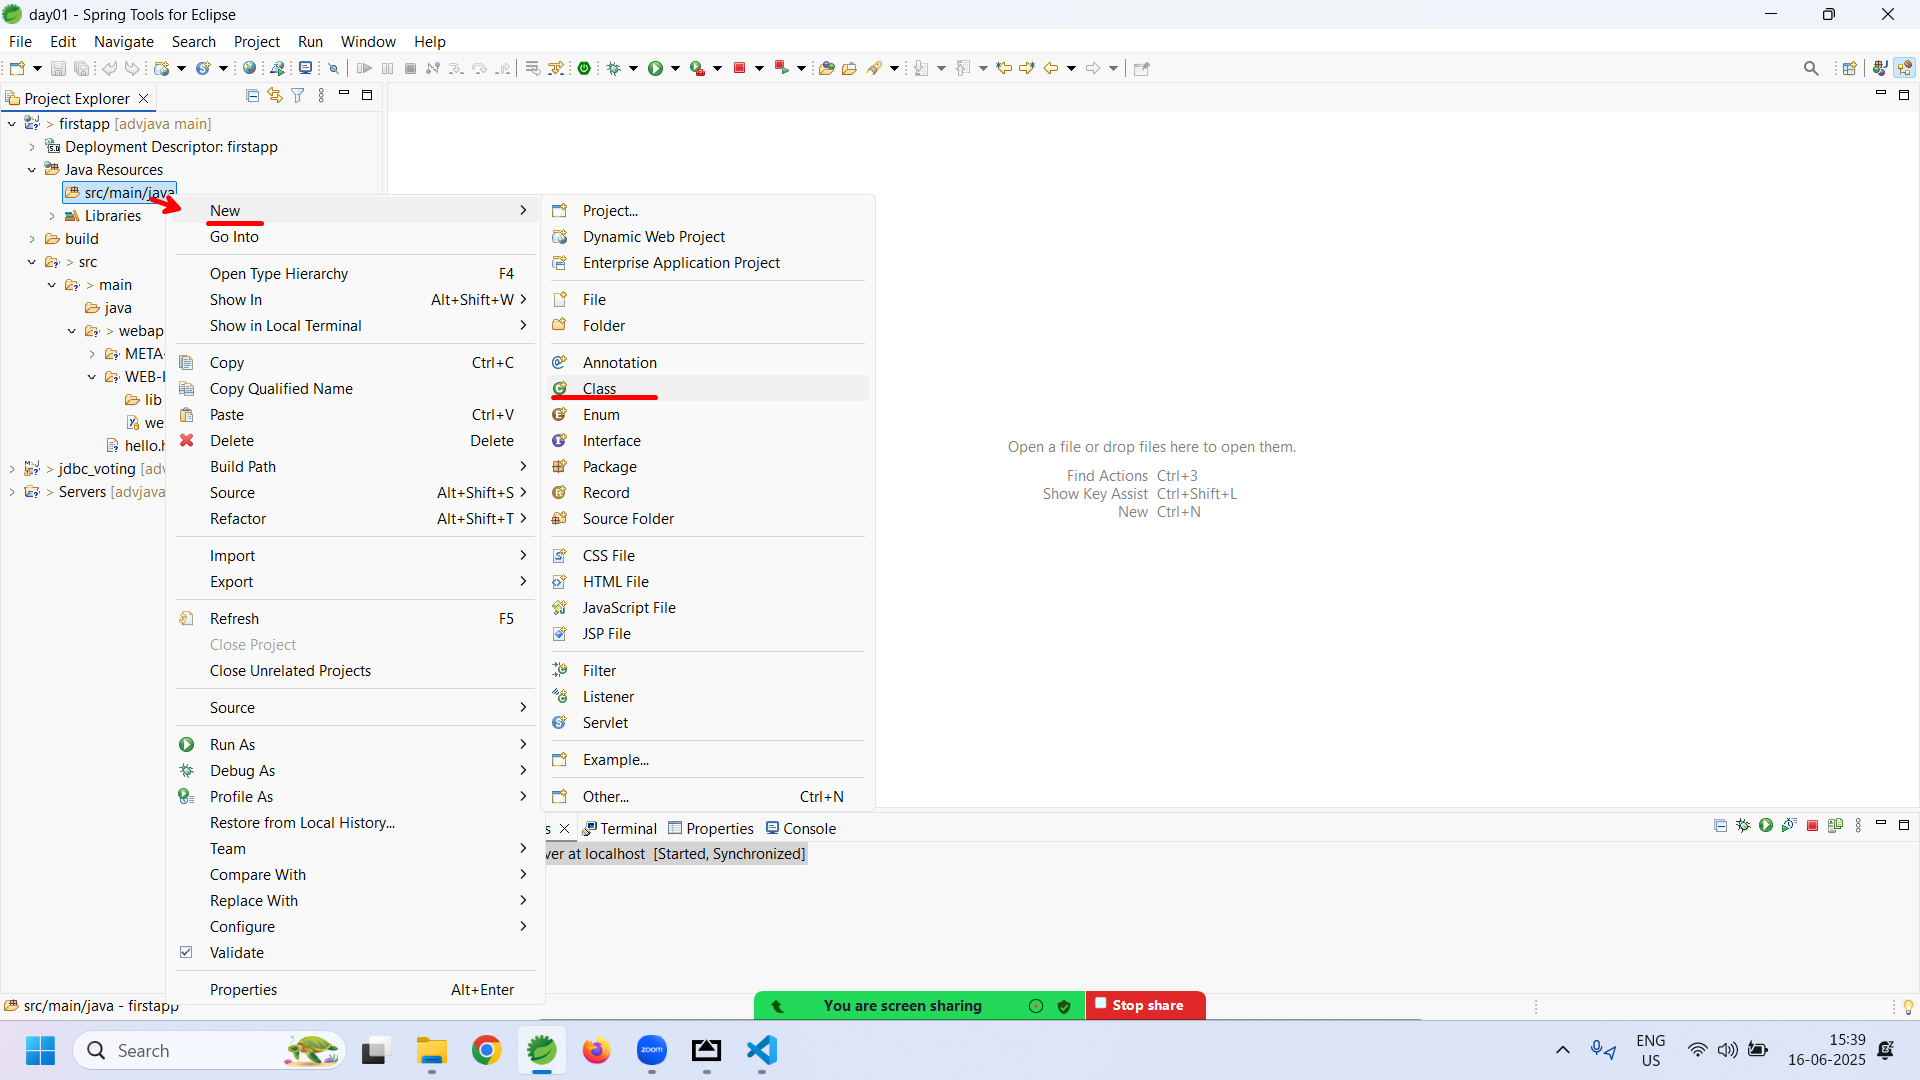 day01 - Spring Tools for Eclipse
File Edit Navigate Search Project Run Window Help
Project Explorer
> firstapp [advjava main]
Deployment Descriptor: firstapp
Java Resources
src/main/java
Libraries
build
> src
> main
java
> webap
META-
WEB-I
lib
we
hello.h
> jdbc_voting [adv
> Servers [advjava
New
Go Into
Open Type Hierarchy F4
Show In Alt+Shift+W
Show in Local Terminal
Copy Ctrl+C
Copy Qualified Name
Paste Ctrl+V
Delete Delete
Build Path
Source Alt+Shift+S
Refactor Alt+Shift+T
Import
Export
Refresh F5
Close Project
Close Unrelated Projects
Source
Run As
Debug As
Profile As
Restore from Local History...
Team
Compare With
Replace With
Configure
Validate
Properties Alt+Enter
Project...
Dynamic Web Project
Enterprise Application Project
File
Folder
Annotation
Class
Enum
Interface
Package
Record
Source Folder
CSS File
HTML File
JavaScript File
JSP File
Filter
Listener
Servlet
Example...
Other... Ctrl+N
Open a file or drop files here to open them.
Find Actions Ctrl+3
Show Key Assist Ctrl+Shift+L
New Ctrl+N
s Terminal Properties Console
ver at localhost [Started, Synchronized]
src/main/java - firstapp
You are screen sharing Stop share
Search
zoom
ENG
US
15:39
16-06-2025